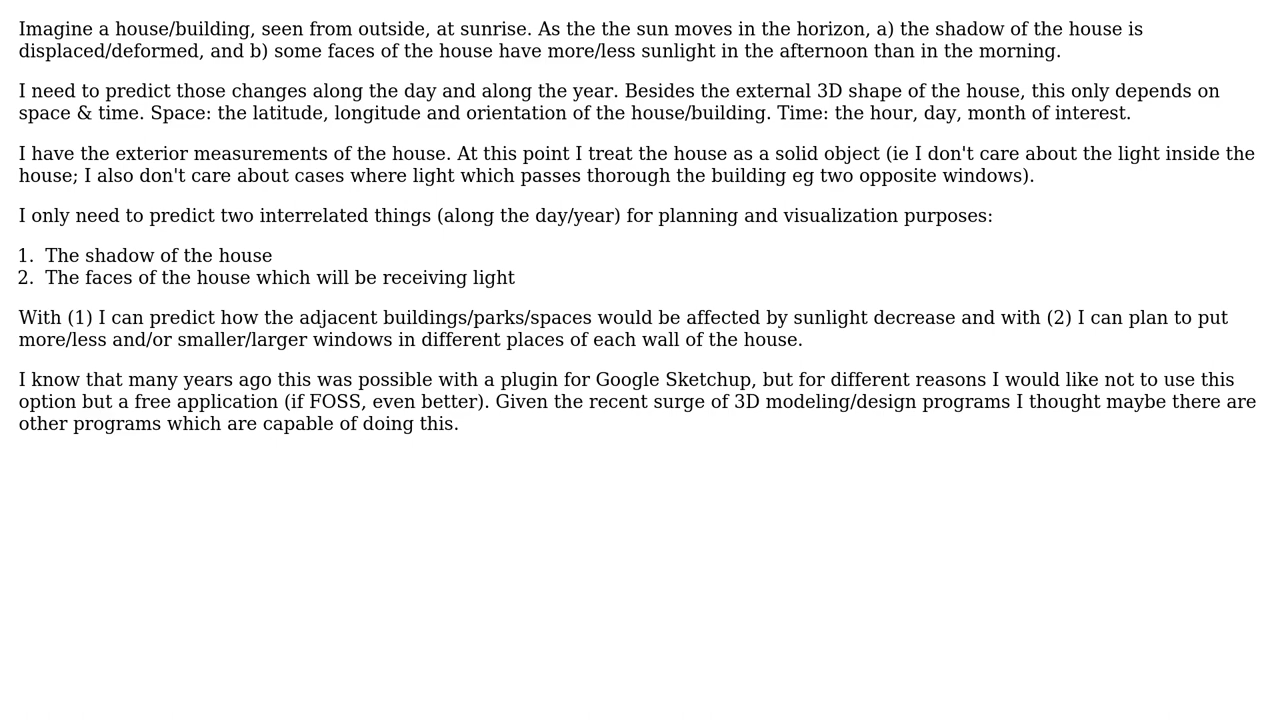 Imagine a house/building, seen from outside, at sunrise. As the the sun moves in the horizon, a) the shadow of the house is
displaced/deformed, and b) some faces of the house have more/less sunlight in the afternoon than in the morning.
I need to predict those changes along the day and along the year. Besides the external 3D shape of the house, this only depends on
space & time. Space: the latitude, longitude and orientation of the house/building. Time: the hour, day, month of interest.
I have the exterior measurements of the house. At this point I treat the house as a solid object (ie I don't care about the light inside the
house; I also don't care about cases where light which passes thorough the building eg two opposite windows).
I only need to predict two interrelated things (along the day/year) for planning and visualization purposes:
1. The shadow of the house
2. The faces of the house which will be receiving light
With (1) I can predict how the adjacent buildings/parks/spaces would be affected by sunlight decrease and with (2) I can plan to put
more/less and/or smaller/larger windows in different places of each wall of the house.
I know that many years ago this was possible with a plugin for Google Sketchup, but for different reasons I would like not to use this
option but a free application (if FOSS, even better). Given the recent surge of 3D modeling/design programs I thought maybe there are
other programs which are capable of doing this.